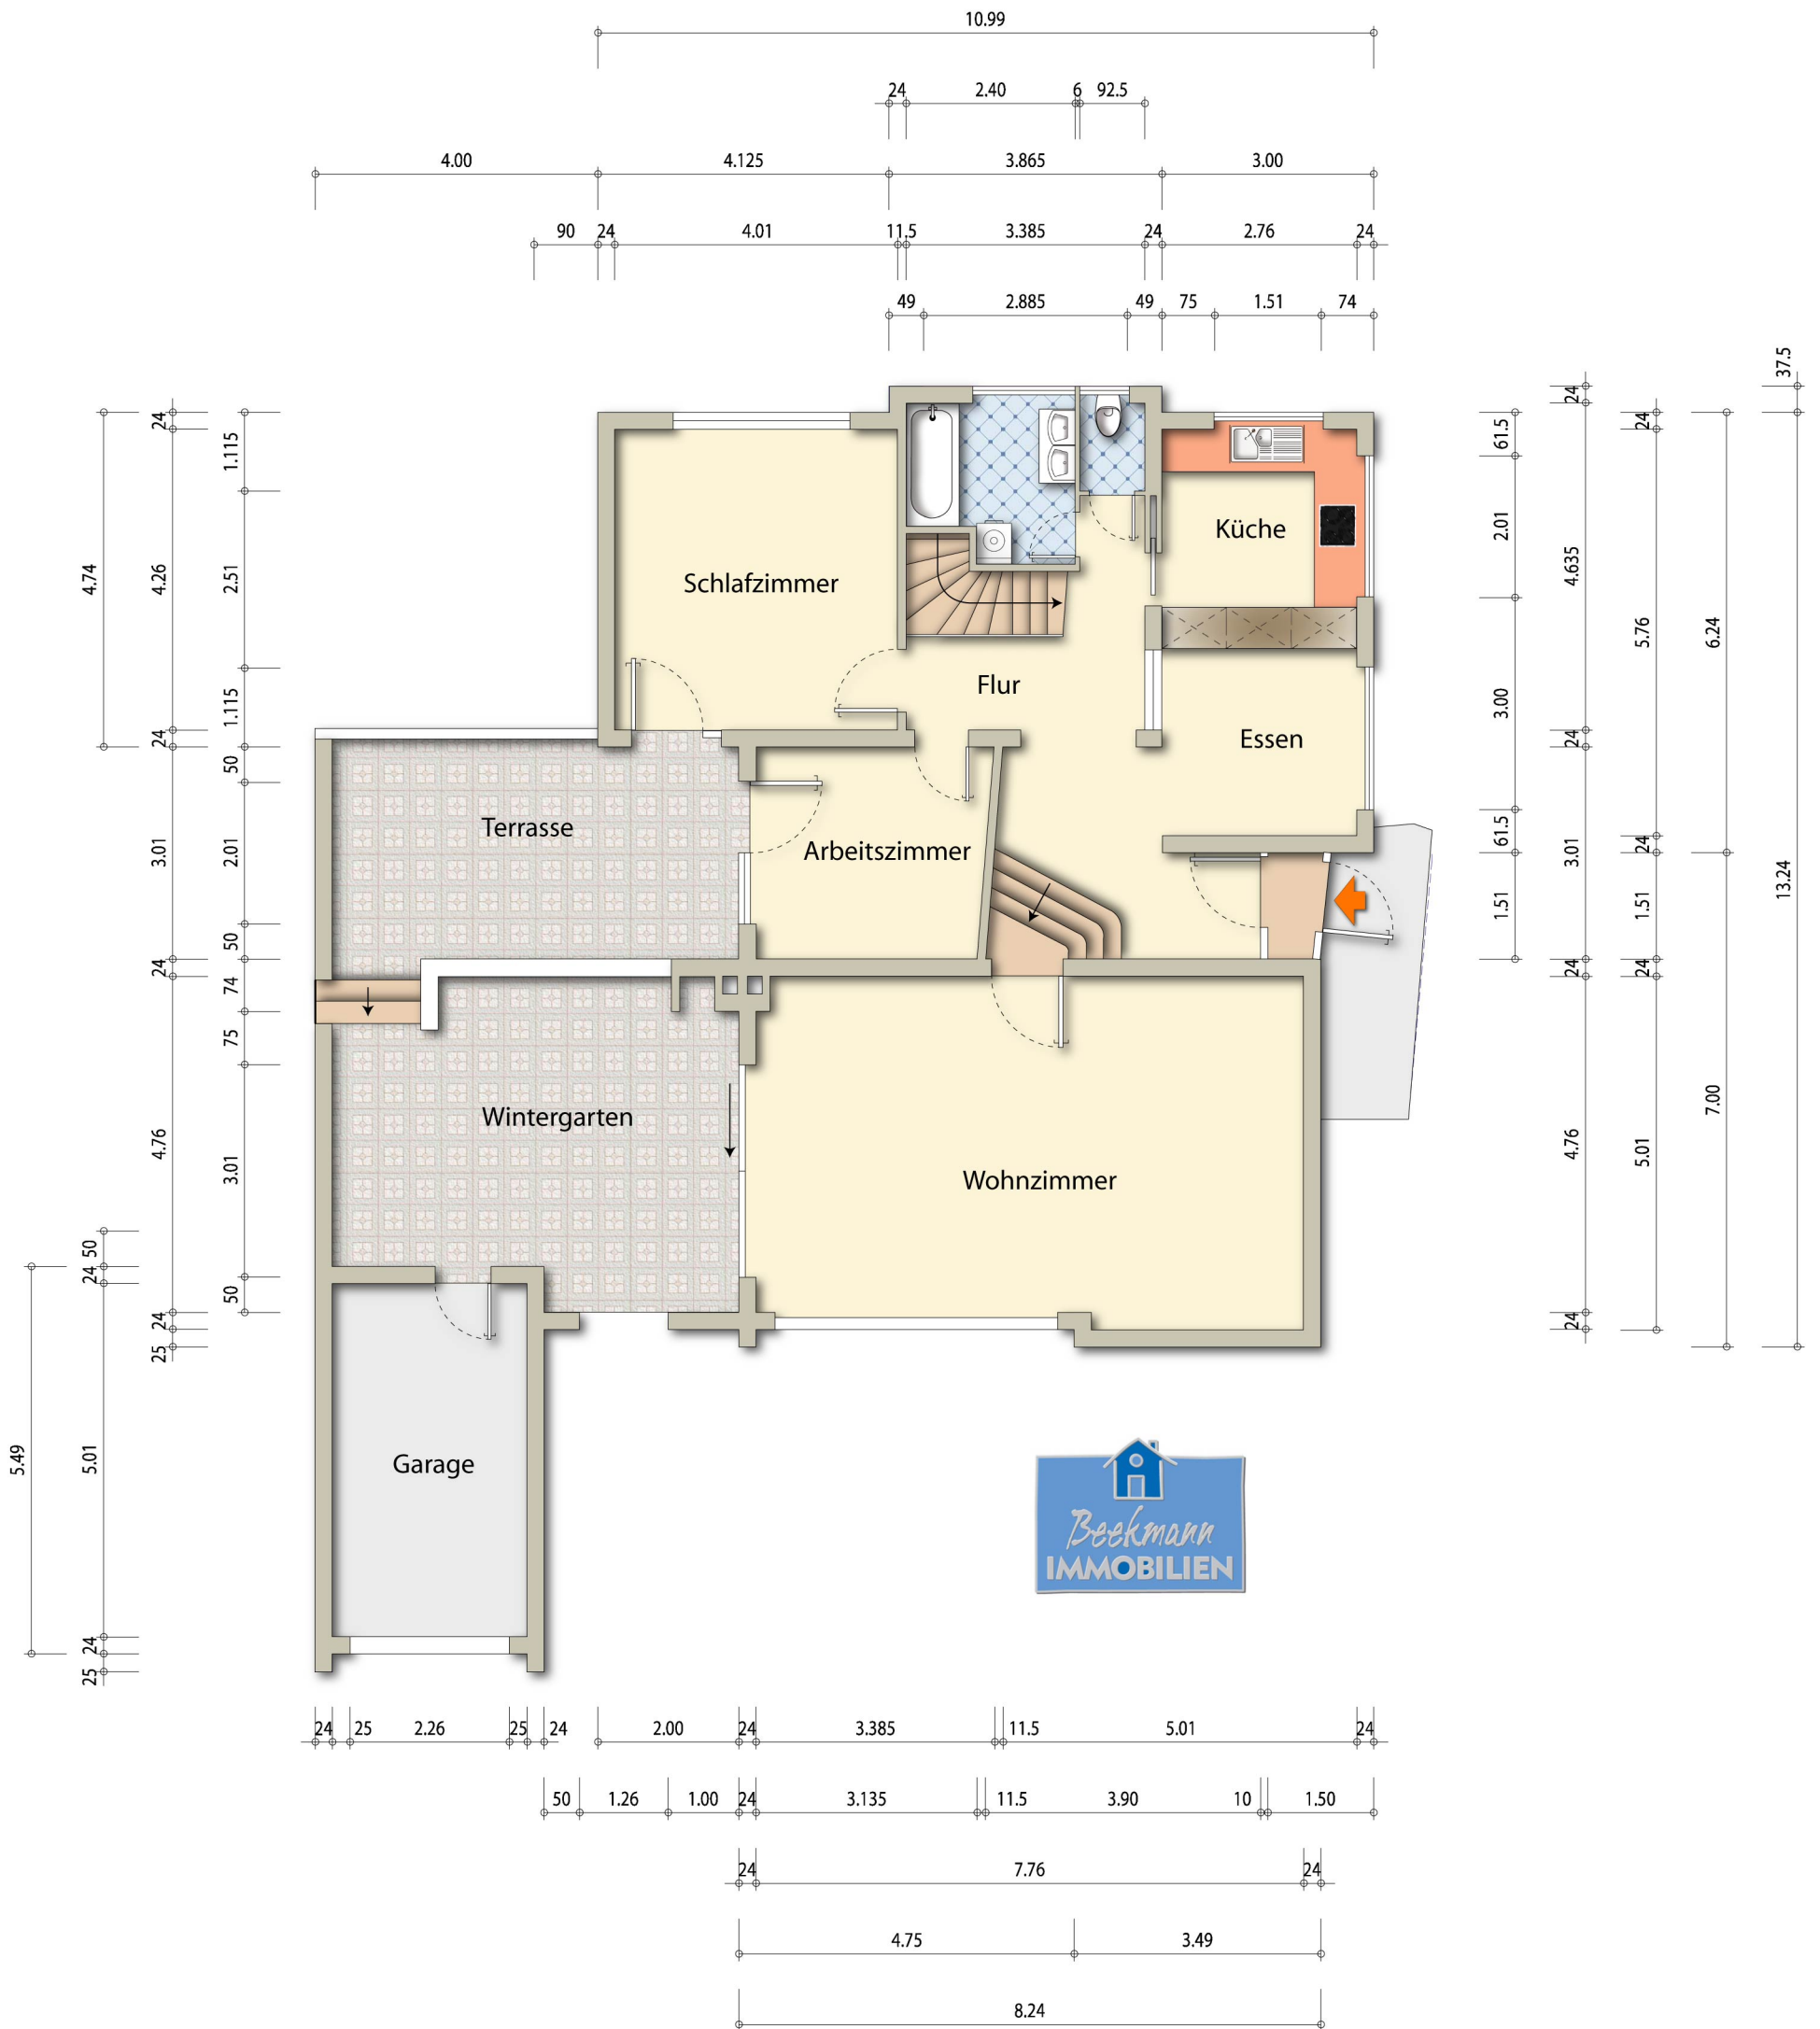 10.99
24 2.40 6 92.5
4.00 4.125 3.865 3.00
90 24 4.01 11.5 3.385 24 2.76 24
49 2.885 49 75 1.51 74
4.74
24 4.26 24 3.01 24 4.76 24 25
1.115 2.51 1.115 50 2.01 50 74 75 3.01 50
5.49
50 24 5.01 24 25
61.5 2.01 3.00 61.5 1.51
24 4.635 24 3.01 24 4.76 24
24 5.76 24 1.51 24 5.01
6.24 7.00
37.5 13.24
Küche
Schlafzimmer
Flur
Essen
Terrasse
Arbeitszimmer
Wintergarten
Wohnzimmer
Garage
Beekmann
IMMOBILIEN
24 25 2.26 25 24 2.00 24 3.385 11.5 5.01 24
50 1.26 1.00 24 3.135 11.5 3.90 10 1.50
24 7.76 24
4.75 3.49
8.24